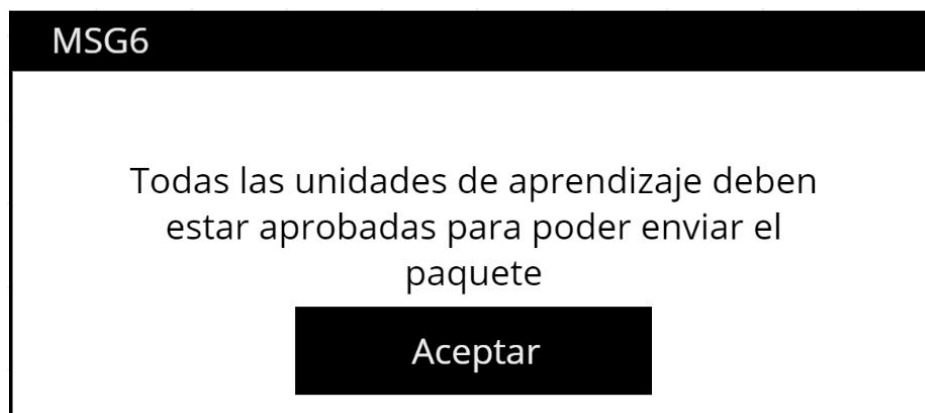 MSG6
Todas las unidades de aprendizaje deben
estar aprobadas para poder enviar el
paquete
Aceptar